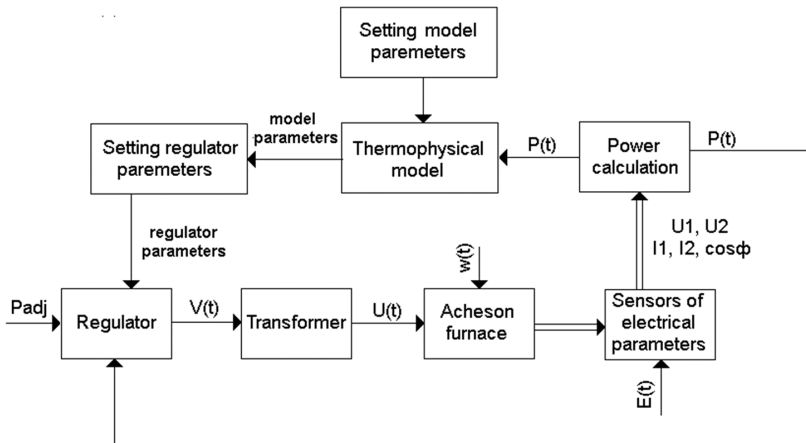 Setting model
paremeters
model
parameters
Setting regulator
paremeters
Thermophysical
model
P(t)
Power
calculation
P(t)
regulator
parameters
U1, U2
I1, I2, cosф
w(t)
Padj
Regulator
V(t)
Transformer
U(t)
Acheson
furnace
Sensors of
electrical
parameters
E(t)